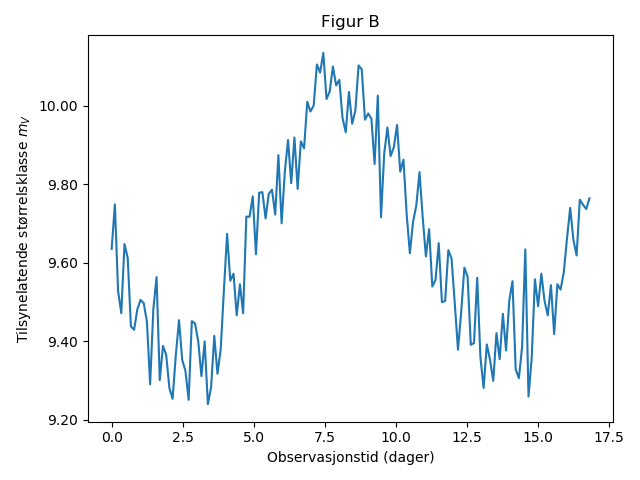 Figur B
Tilsynelatende størrelsklasse $m_V$
10.00
9.80
9.60
9.40
9.20
0.0 2.5 5.0 7.5 10.0 12.5 15.0 17.5
Observasjonstid (dager)